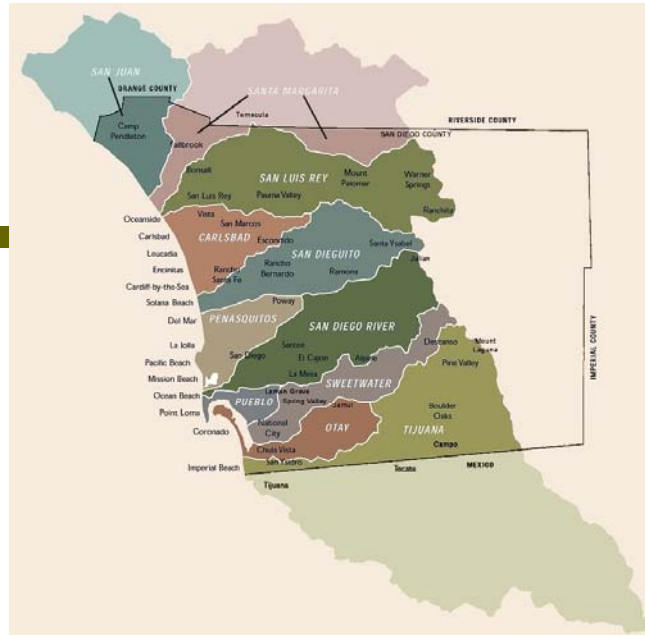 SAN JUAN
ORANGE COUNTY
SANTA MARGARITA
Temecula
RIVERSIDE COUNTY
SAN DIEGO COUNTY
Camp
Pendleton
Fallbrook
Bonsall
SAN LUIS REY
Mount
Palomar
Warner
Springs
San Luis Rey
Pauma Valley
Ranchita
Oceanside
Vista
San Marcos
Carlsbad
CARLSBAD
Escondido
Leucadia
SAN DIEGUITO
Santa Ysabel
Julian
Encinitas
Rancho
Santa Fe
Rancho
Bernardo
Ramona
Cardiff-by-the-Sea
Solana Beach
Poway
PENASQUITOS
Del Mar
SAN DIEGO RIVER
IMPERIAL COUNTY
La Jolla
San Diego
Santee
El Cajon
Alpine
Descanso
Mount
Laguna
Pine Valley
Pacific Beach
La Mesa
Mission Beach
SWEETWATER
Ocean Beach
PUEBLO
Lemon Grove
Spring Valley
Jamul
Point Loma
National
City
OTAY
TIJUANA
Boulder
Oaks
Coronado
Chula Vista
Campo
Imperial Beach
San Ysidro
Tecate
MEXICO
Tijuana